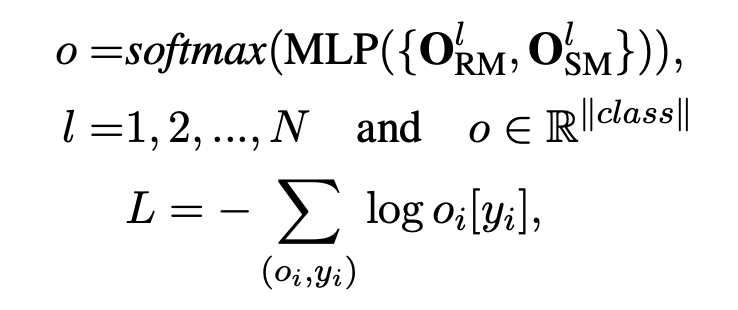 o =softmax(MLP({O^l_RM, O^l_SM})),
l =1, 2, ..., N and o ∈ ℝ^‖class‖
L = − ∑_(o_i,y_i) log o_i[y_i],